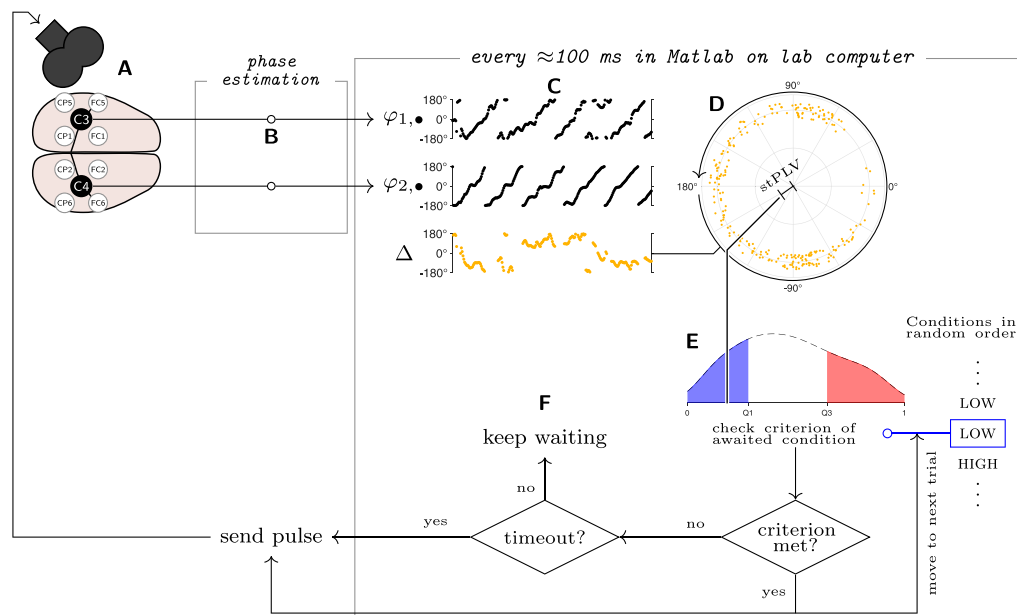 every ≈100 ms in Matlab on lab computer
phase
estimation
A
B
C
D
CP5
FC5
C3
CP1
FC1
CP2
FC2
C4
CP6
FC6
φ1,•
180°
0°
-180°
φ2,•
180°
0°
-180°
Δ
180°
0°
-180°
90°
180°
0°
-90°
stPLV
E
0
Q1
Q3
1
check criterion of
awaited condition
Conditions in
random order
LOW
LOW
HIGH
move to next trial
F
keep waiting
no
timeout?
yes
send pulse
no
criterion
met?
yes